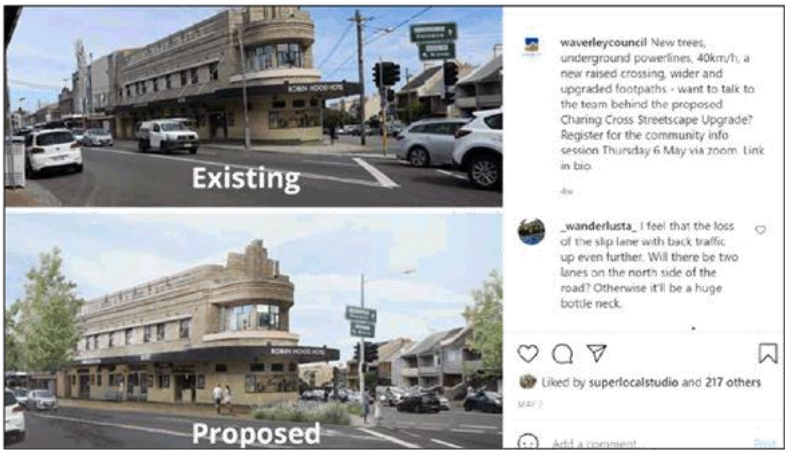 ROBIN HOOD HOTEL
Existing
ROBIN HOOD HOTEL
Proposed
waverleycouncil New trees,
underground powerlines, 40km/h, a
new raised crossing, wider and
upgraded footpaths - want to talk to
the team behind the proposed
Charing Cross Streetscape Upgrade?
Register for the community info
session Thursday 6 May via zoom. Link
in bio.
4w
_wanderlusta_ I feel that the loss
of the slip lane with back traffic
up even further. Will there be two
lanes on the north side of the
road? Otherwise it'll be a huge
bottle neck.
Liked by superlocalstudio and 217 others
MAY 2
Add a comment...
Post